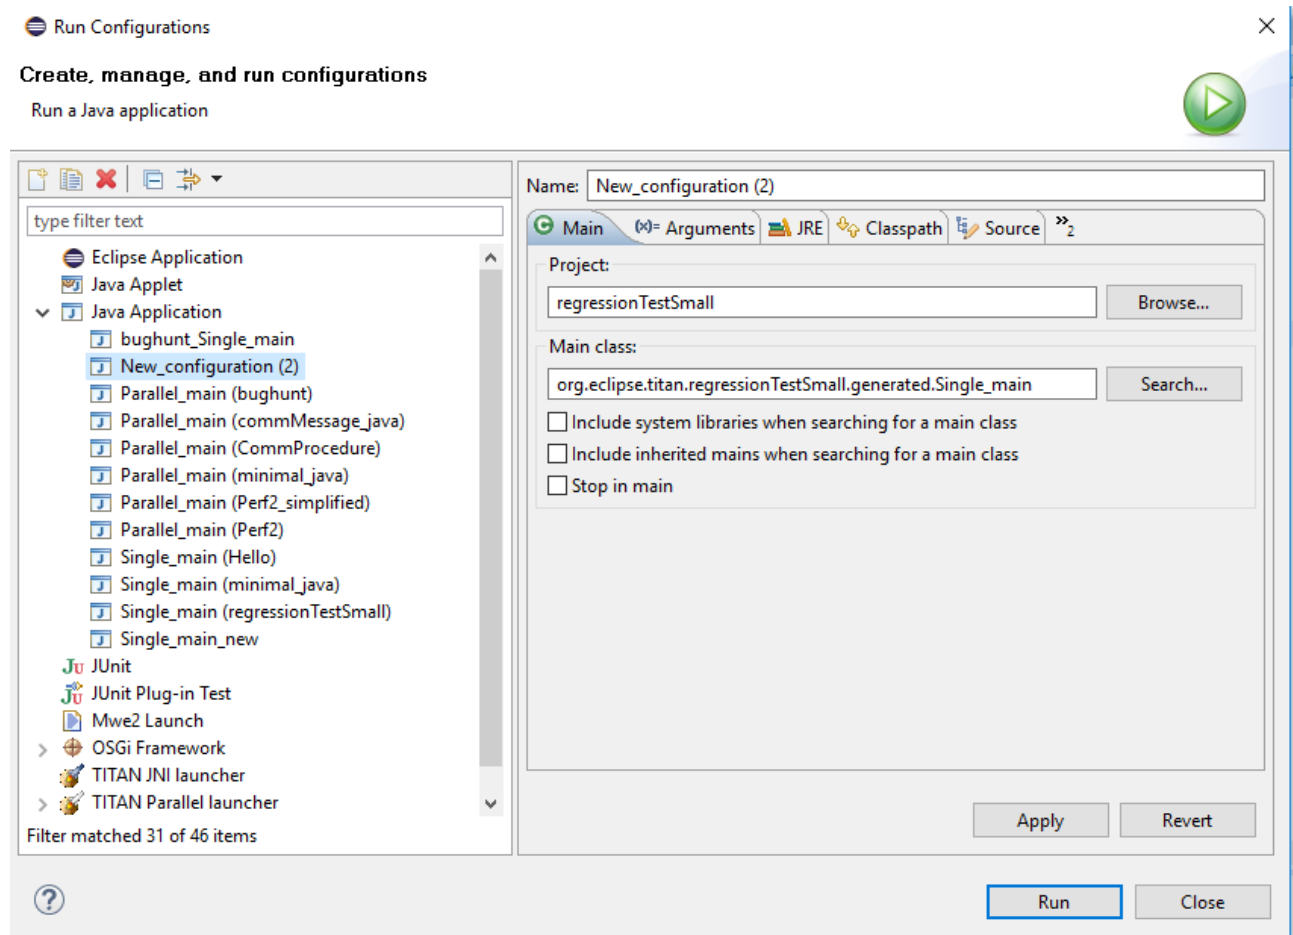 Run Configurations
Create, manage, and run configurations
Run a Java application
type filter text
Eclipse Application
Java Applet
Java Application
bughunt_Single_main
New_configuration (2)
Parallel_main (bughunt)
Parallel_main (commMessage_java)
Parallel_main (CommProcedure)
Parallel_main (minimal_java)
Parallel_main (Perf2_simplified)
Parallel_main (Perf2)
Single_main (Hello)
Single_main (minimal_java)
Single_main (regressionTestSmall)
Single_main_new
JUnit
JUnit Plug-in Test
Mwe2 Launch
OSGi Framework
TITAN JNI launcher
TITAN Parallel launcher
Filter matched 31 of 46 items
Name: New_configuration (2)
Main (x)= Arguments JRE Classpath Source »2
Project:
regressionTestSmall Browse...
Main class:
org.eclipse.titan.regressionTestSmall.generated.Single_main Search...
Include system libraries when searching for a main class
Include inherited mains when searching for a main class
Stop in main
Apply Revert
Run Close